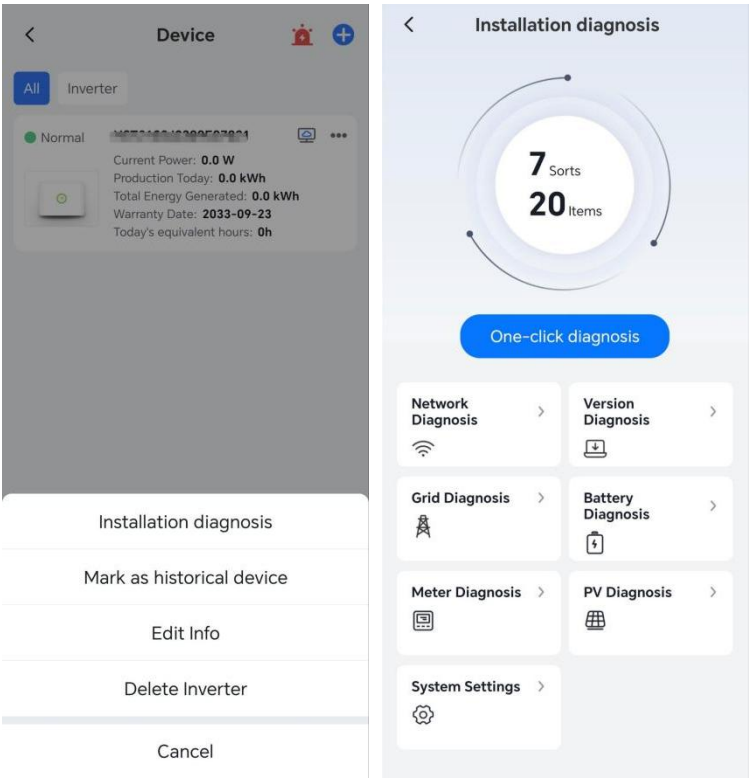 Device
All
Inverter
Normal
Current Power: 0.0 W
Production Today: 0.0 kWh
Total Energy Generated: 0.0 kWh
Warranty Date: 2033-09-23
Today's equivalent hours: 0h
Installation diagnosis
Mark as historical device
Edit Info
Delete Inverter
Cancel
Installation diagnosis
7 Sorts
20 Items
One-click diagnosis
Network
Diagnosis
Version
Diagnosis
Grid Diagnosis
Battery
Diagnosis
Meter Diagnosis
PV Diagnosis
System Settings